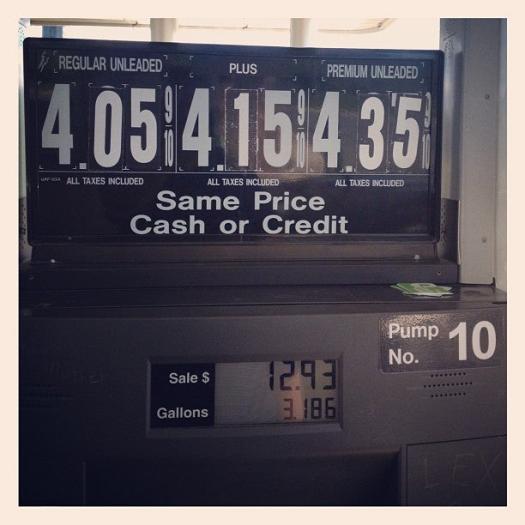 REGULAR UNLEADED PLUS PREMIUM UNLEADED
4.05 9/10 4.15 9/10 4.35 9/10
ALL TAXES INCLUDED ALL TAXES INCLUDED ALL TAXES INCLUDED
Same Price
Cash or Credit
Pump No. 10
Sale $ 12.93
Gallons 3.186
LEX